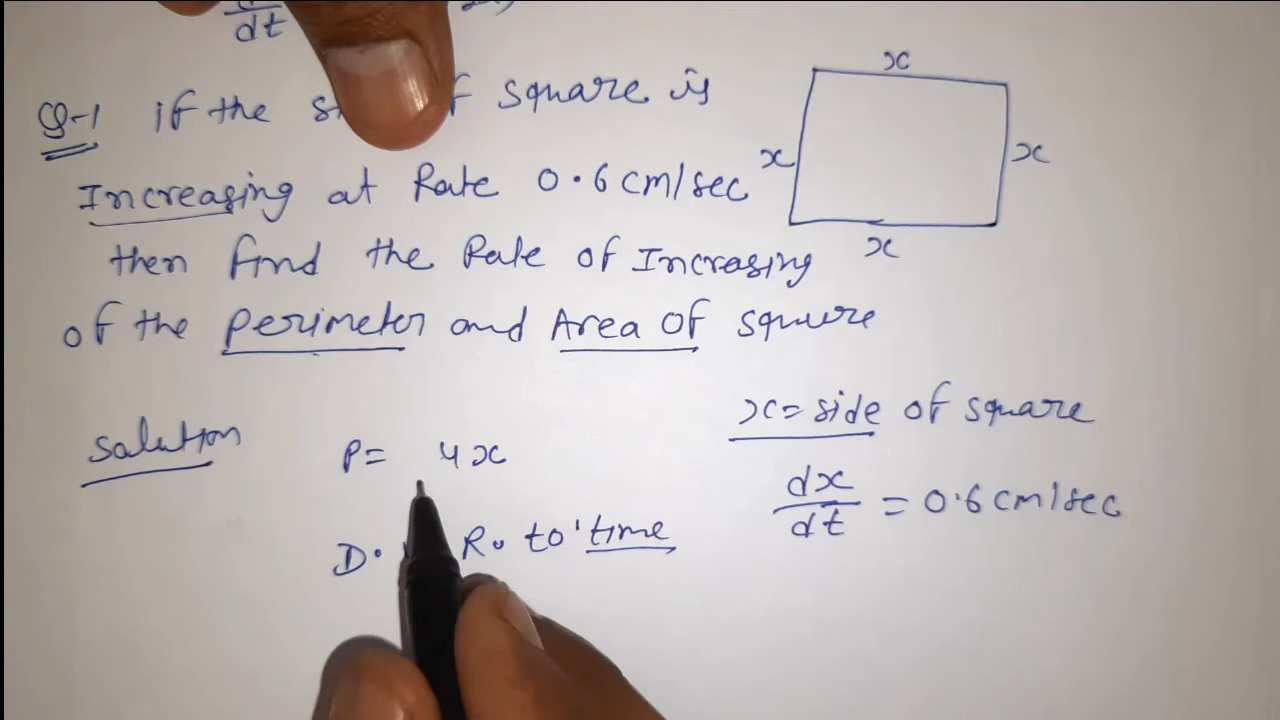 dt
Q-1 if the of square is
Increasing at Rate 0.6 cm/sec
then find the Rate of Incrasing
of the perimeter and Area of square
x
x
x
x
Solution
P= 4x
D. R. to 'time
x= side of square
dx/dt = 0.6 cm/sec